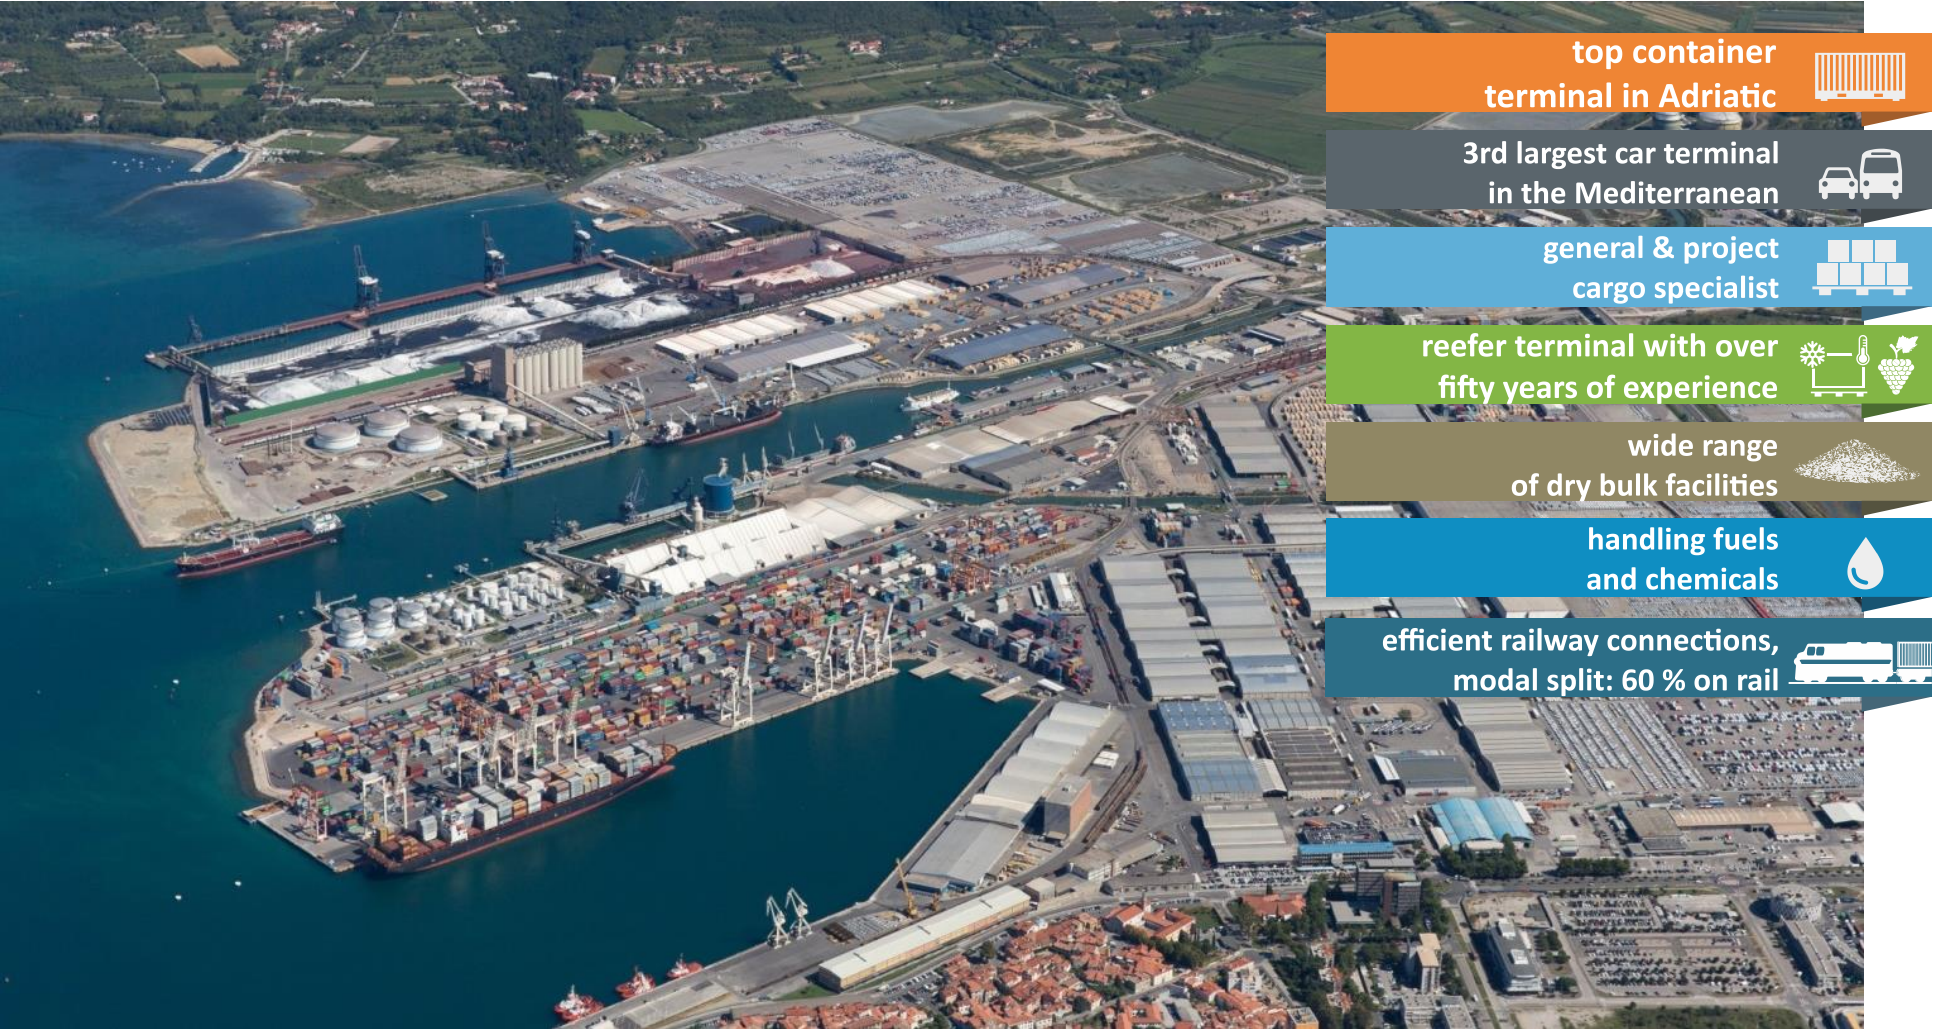 top container
terminal in Adriatic
3rd largest car terminal
in the Mediterranean
general & project
cargo specialist
reefer terminal with over
fifty years of experience
wide range
of dry bulk facilities
handling fuels
and chemicals
efficient railway connections,
modal split: 60 % on rail